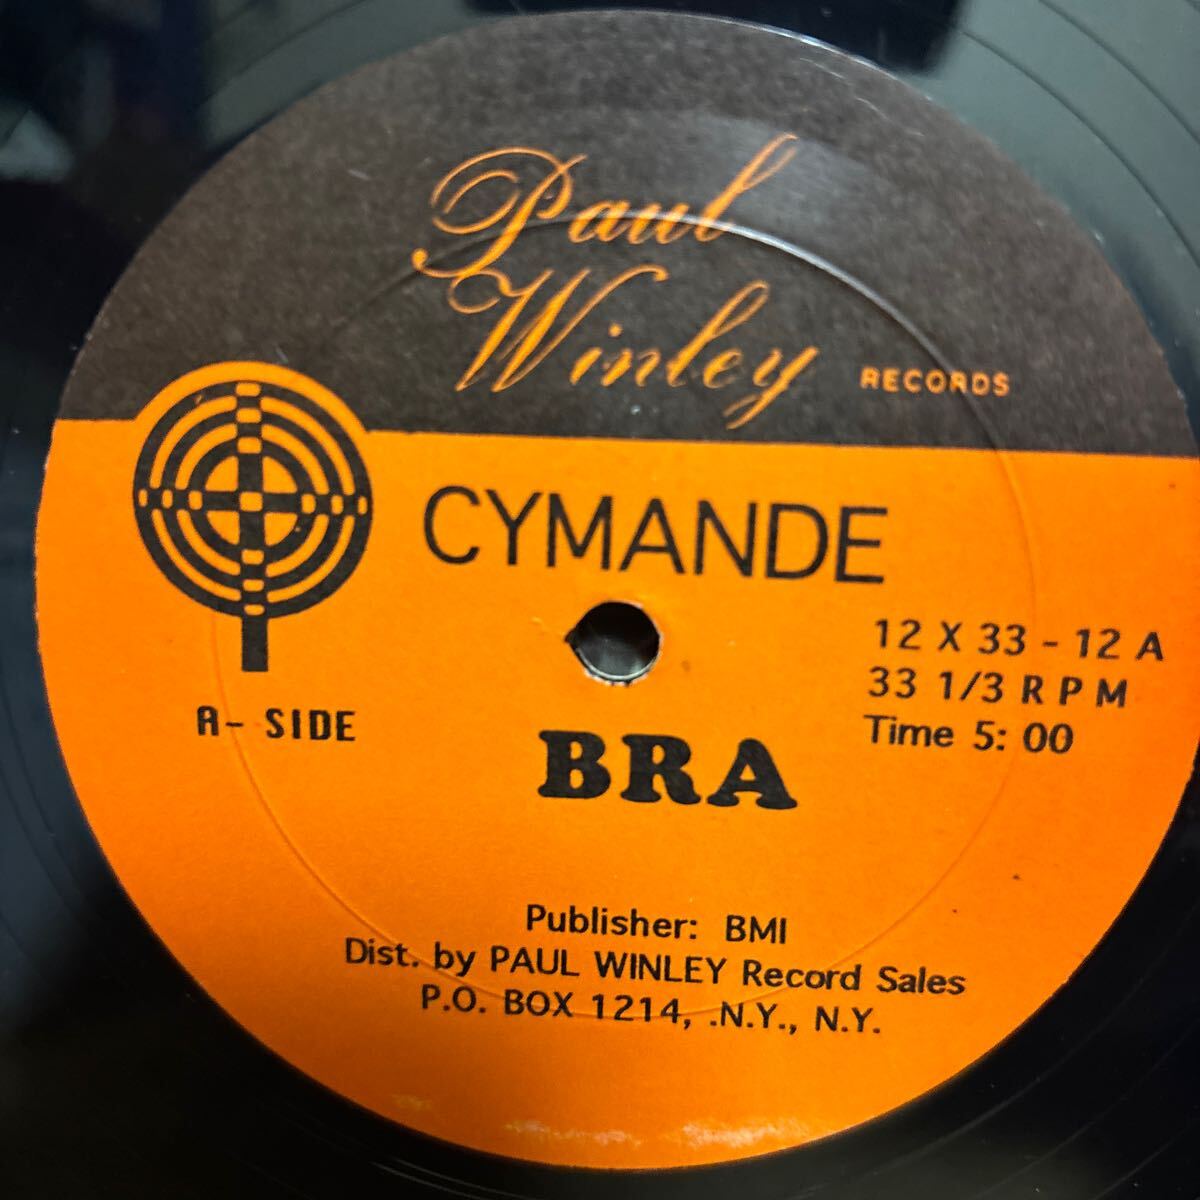 Paul
Winley RECORDS
CYMANDE
12 X 33 - 12 A
33 1/3 R P M
Time 5: 00
A- SIDE
BRA
Publisher: BMI
Dist. by PAUL WINLEY Record Sales
P.O. BOX 1214, .N.Y., N.Y.